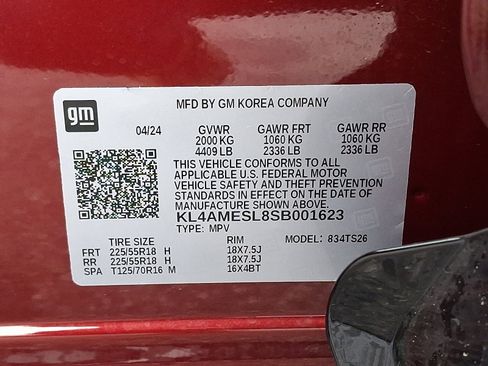 gm
MFD BY GM KOREA COMPANY
04/24 GVWR GAWR FRT GAWR RR
2000 KG 1060 KG 1060 KG
4409 LB 2336 LB 2336 LB
THIS VEHICLE CONFORMS TO ALL
APPLICABLE U.S. FEDERAL MOTOR
VEHICLE SAFETY AND THEFT PREVENTION
STANDARDS IN EFFECT ON THE DATE OF
MANUFACTURE SHOWN ABOVE.
KL4AMESL8SB001623
TYPE: MPV
TIRE SIZE RIM MODEL: 834TS26
FRT 225/55R18 H 18X7.5J
RR 225/55R18 H 18X7.5J
SPA T125/70R16 M 16X4BT